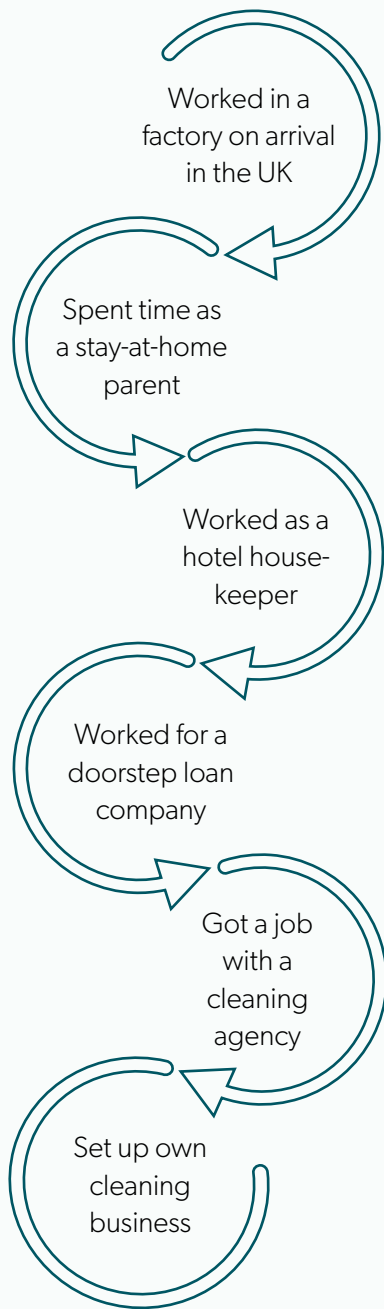 Worked in a
factory on arrival
in the UK
Spent time as
a stay-at-home
parent
Worked as a
hotel house-
keeper
Worked for a
doorstep loan
company
Got a job
with a
cleaning
agency
Set up own
cleaning
business